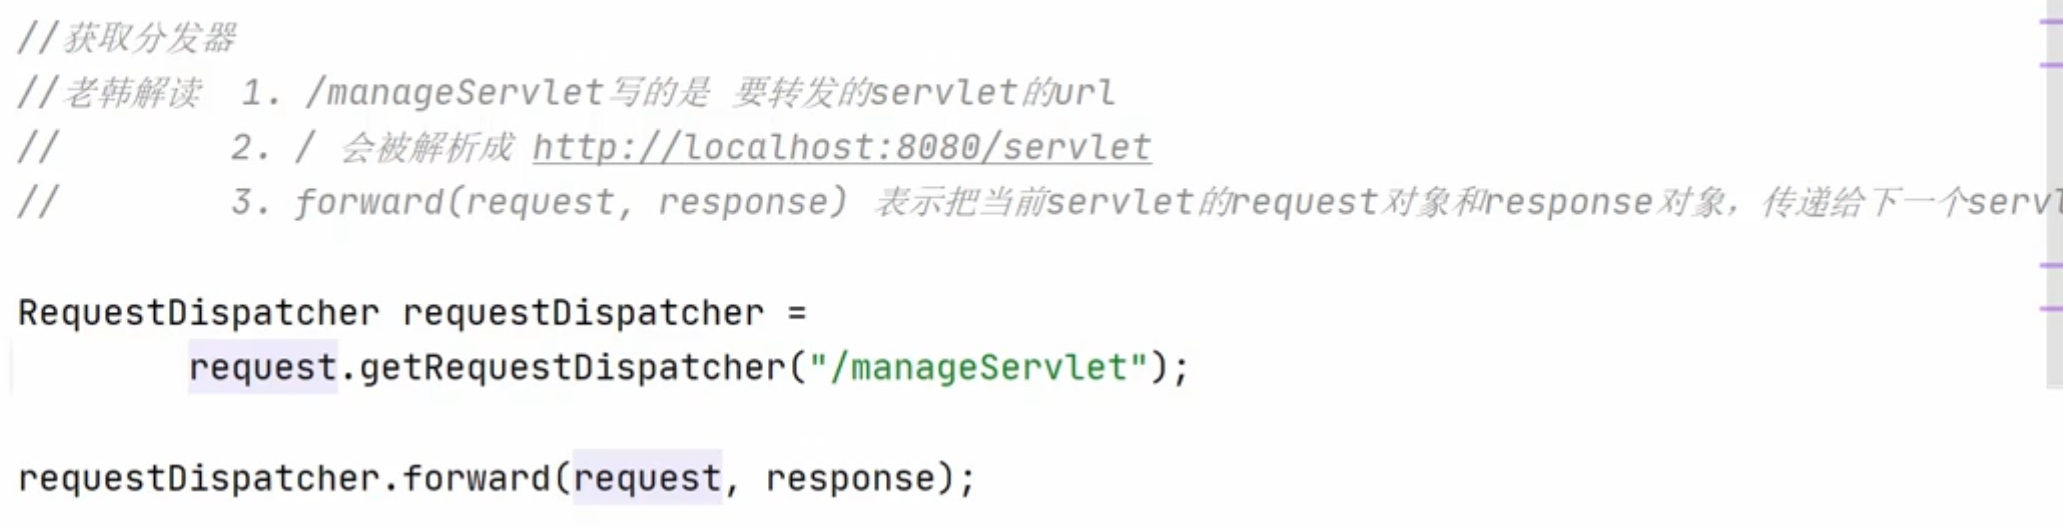 //获取分发器
//老韩解读  1. /manageServlet写的是 要转发的servlet的url
//        2. / 会被解析成 http://localhost:8080/servlet
//        3. forward(request, response) 表示把当前servlet的request对象和response对象，传递给下一个servl
RequestDispatcher requestDispatcher =
        request.getRequestDispatcher("/manageServlet");
requestDispatcher.forward(request, response);